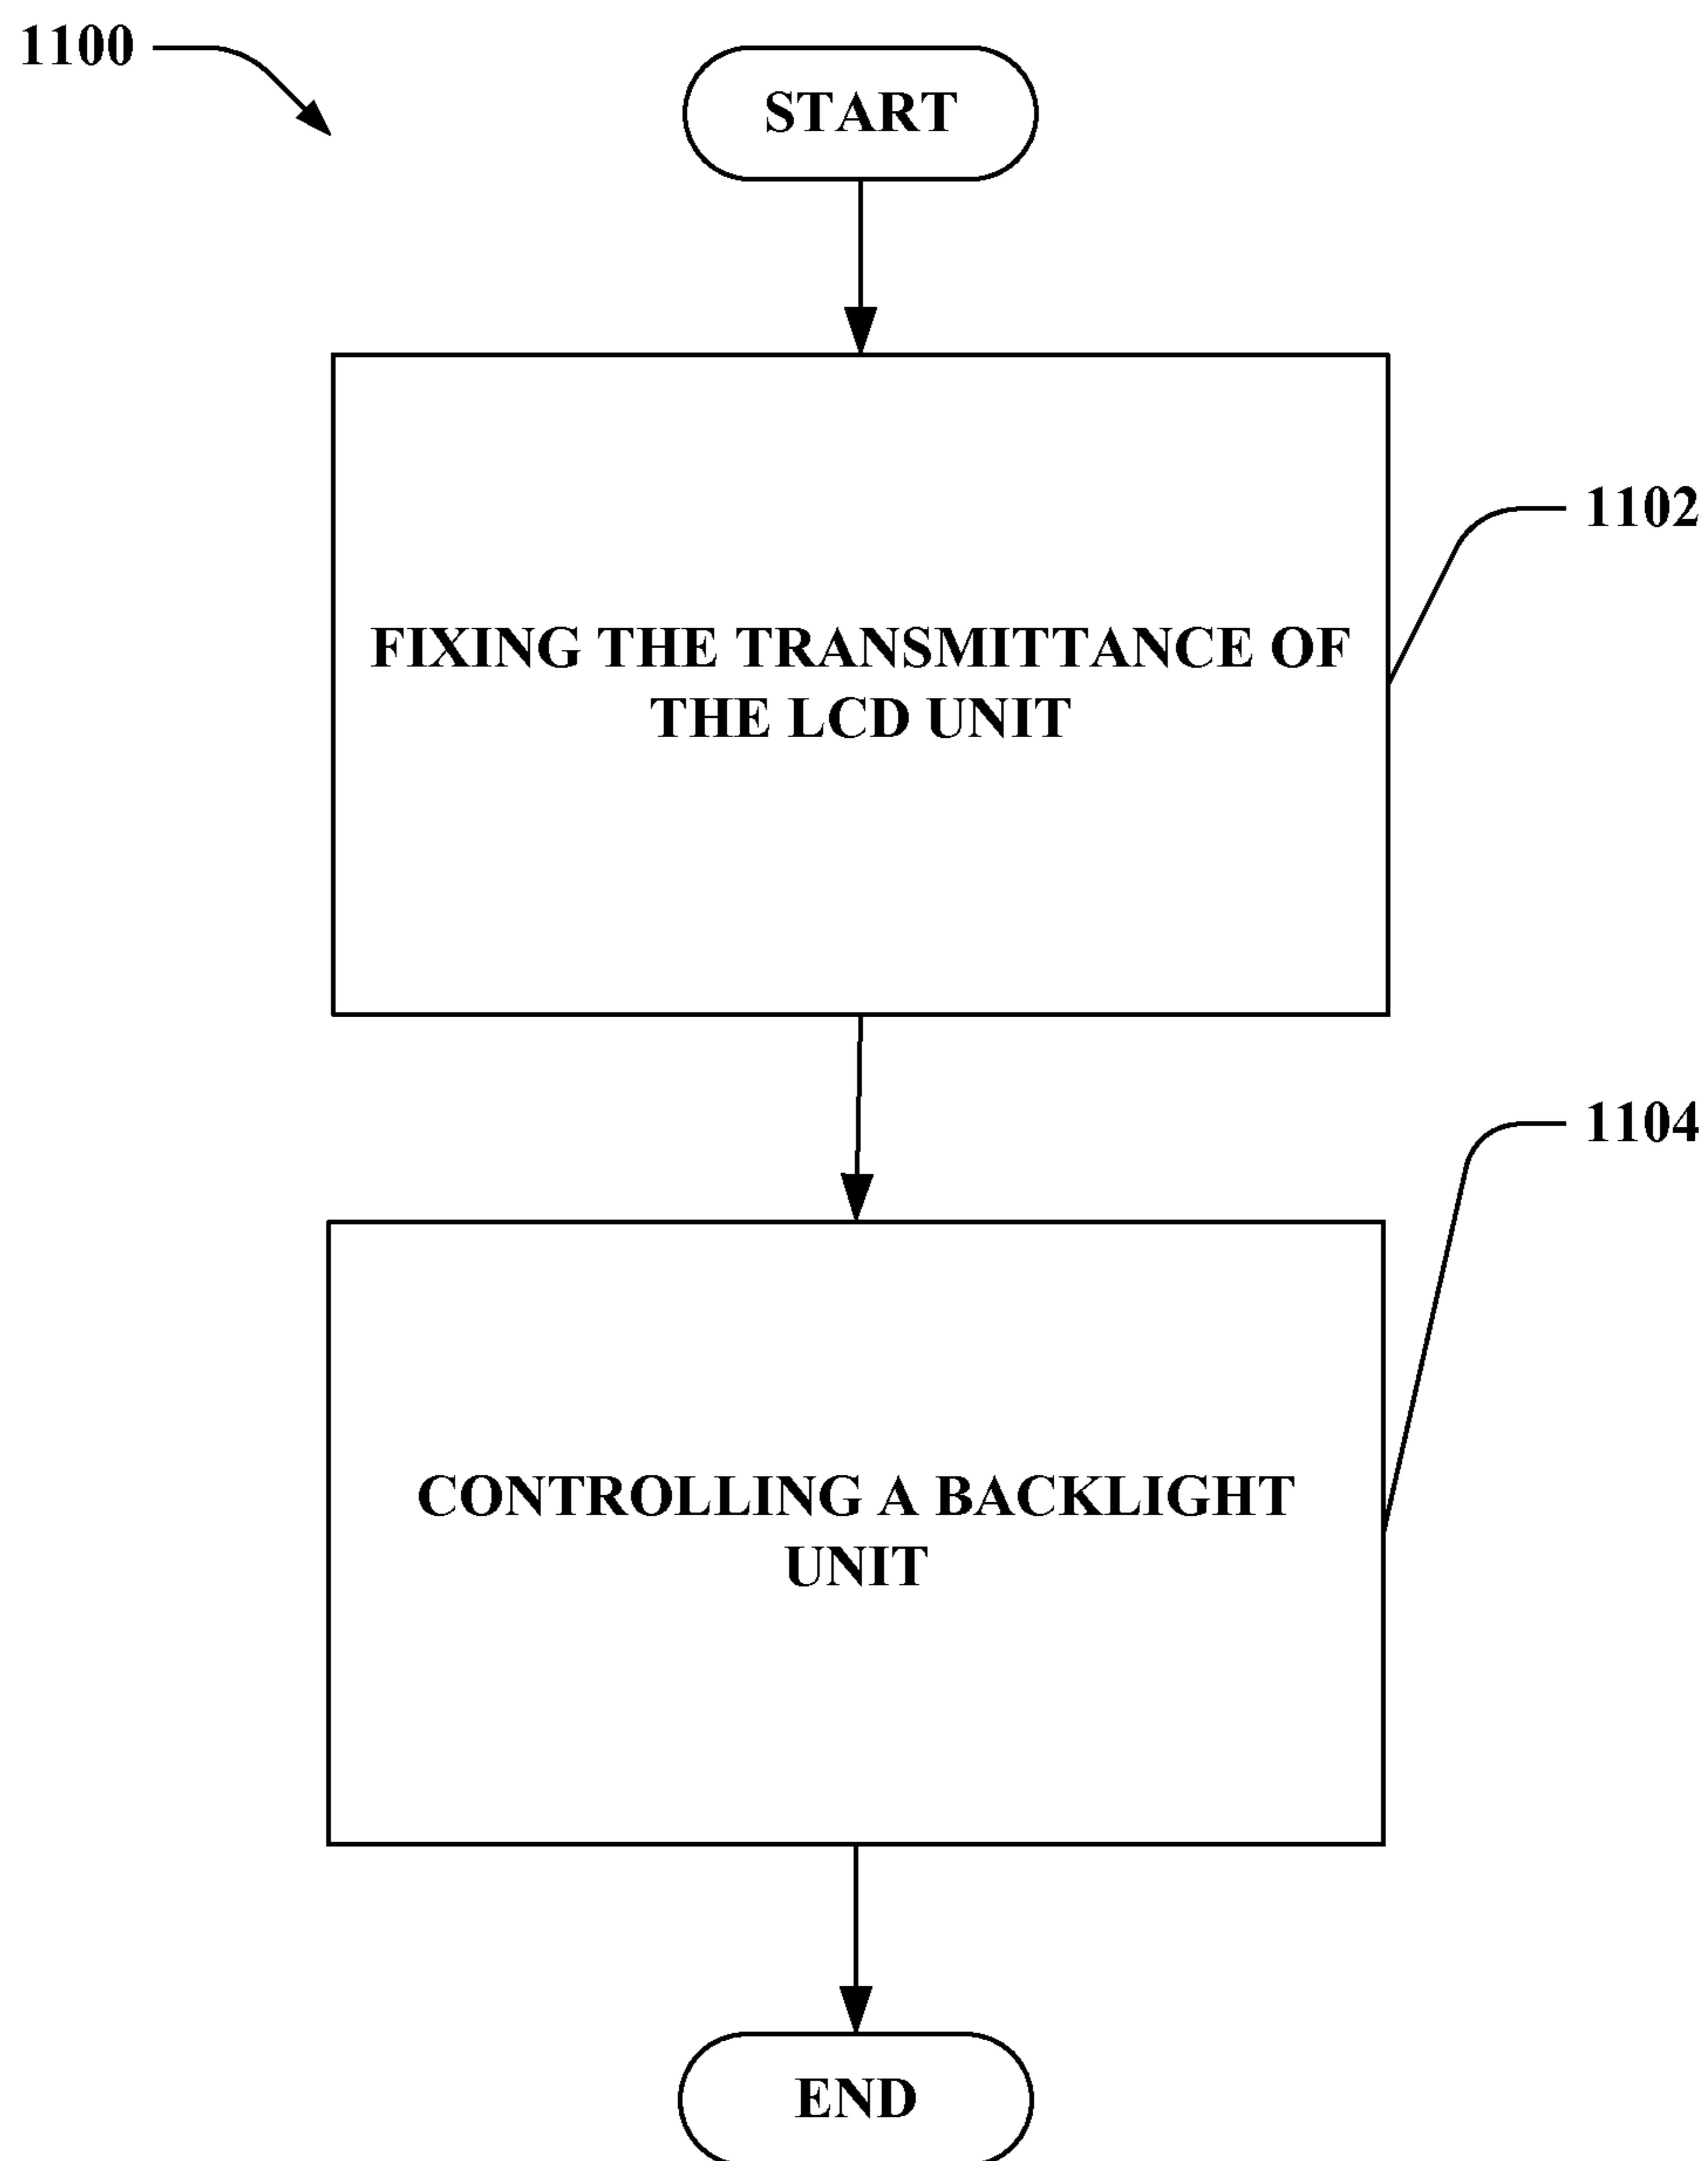 1100
START
1102
FIXING THE TRANSMITTANCE OF
THE LCD UNIT
1104
CONTROLLING A BACKLIGHT
UNIT
END